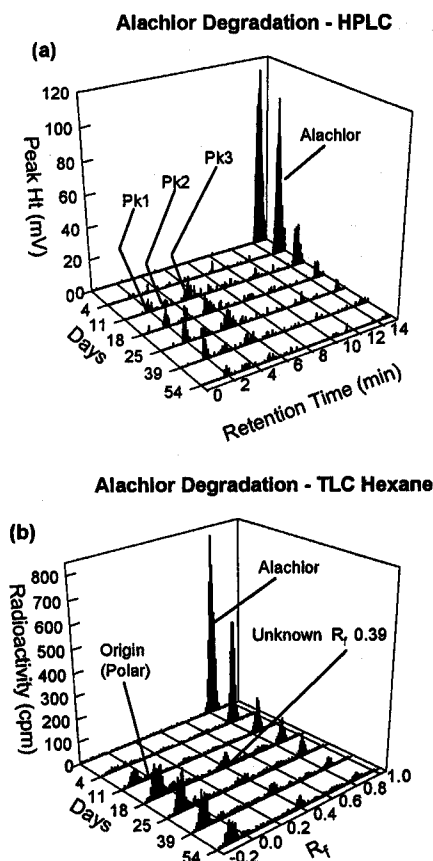 Alachlor Degradation - HPLC
(a)
120
100
80
60
40
20
00
Peak Ht (mV)
Pk1
Pk2
Pk3
Alachlor
4
11
18
25
39
54
Days
0
2
4
6
8
10
12
14
Retention Time (min)
Alachlor Degradation - TLC Hexane
(b)
800
700
600
500
400
300
200
100
0
Radioactivity (cpm)
Alachlor
Unknown Rf 0.39
Origin
(Polar)
4
11
18
25
39
54
Days
-0.2
0.0
0.2
0.4
0.6
0.8
1.0
Rf